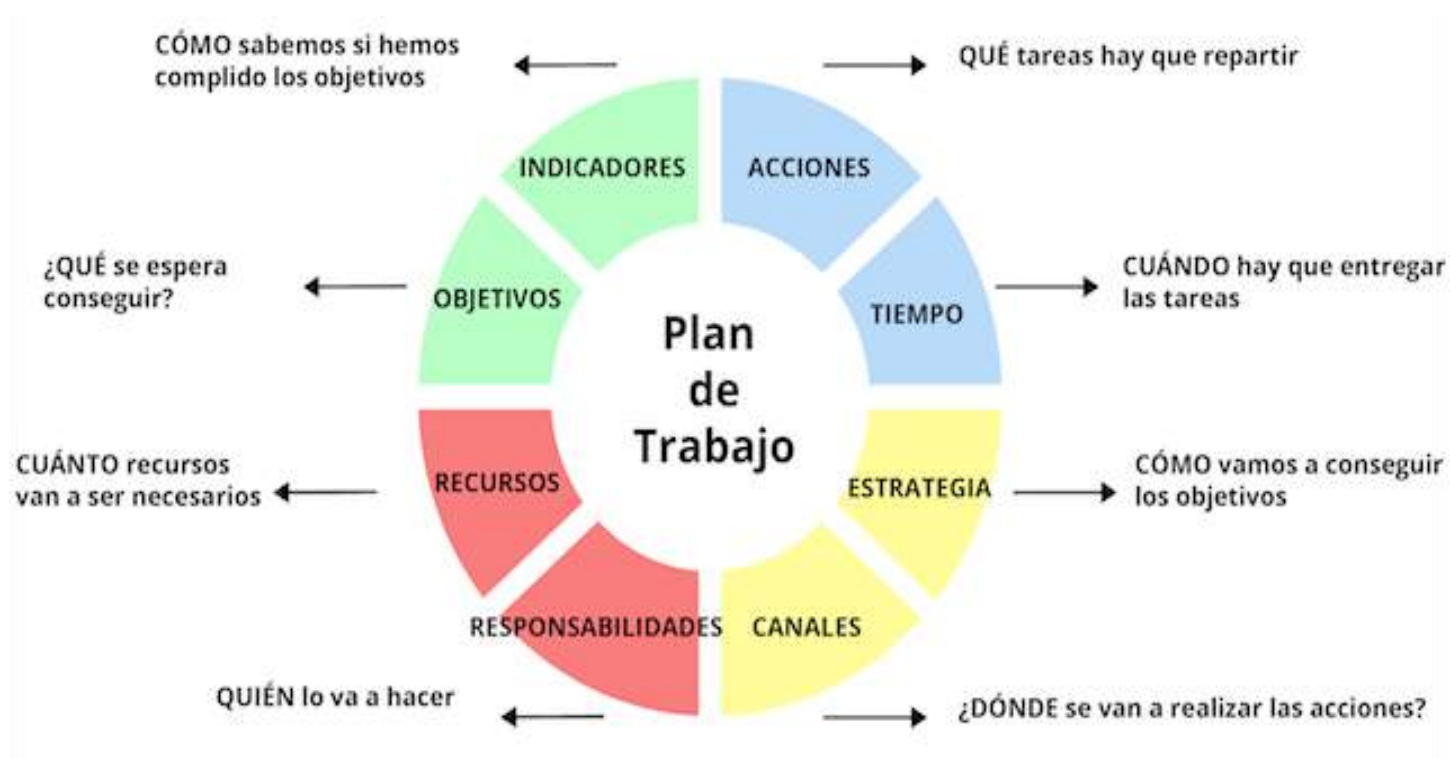 CÓMO sabemos si hemos
complido los objetivos
QUÉ tareas hay que repartir
INDICADORES
ACCIONES
¿QUÉ se espera
conseguir?
OBJETIVOS
TIEMPO
CUÁNDO hay que entregar
las tareas
Plan
de
Trabajo
CUÁNTO recursos
van a ser necesarios
RECURSOS
ESTRATEGIA
CÓMO vamos a conseguir
los objetivos
RESPONSABILIDADES
CANALES
QUIÉN lo va a hacer
¿DÓNDE se van a realizar las acciones?